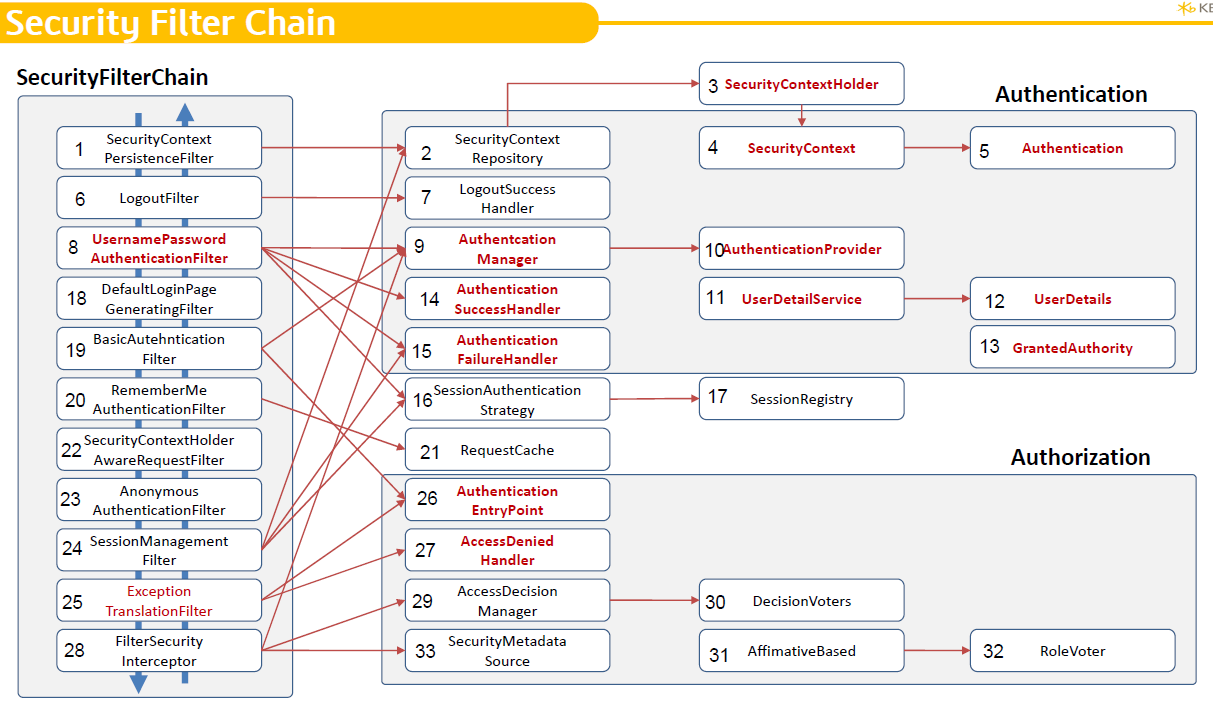 Security Filter Chain
KB
SecurityFilterChain
1 SecurityContext
PersistenceFilter
6 LogoutFilter
8 UsernamePassword
AuthenticationFilter
18 DefaultLoginPage
GeneratingFilter
19 BasicAutehntication
Filter
20 RememberMe
AuthenticationFilter
22 SecurityContextHolder
AwareRequestFilter
23 Anonymous
AuthenticationFilter
24 SessionManagement
Filter
25 Exception
TranslationFilter
28 FilterSecurity
Interceptor
3 SecurityContextHolder
Authentication
2 SecurityContext
Repository
4 SecurityContext
5 Authentication
7 LogoutSuccess
Handler
9 Authentcation
Manager
10 AuthenticationProvider
14 Authentication
SuccessHandler
11 UserDetailService
12 UserDetails
15 Authentication
FailureHandler
13 GrantedAuthority
16 SessionAuthentication
Strategy
17 SessionRegistry
21 RequestCache
Authorization
26 Authentication
EntryPoint
27 AccessDenied
Handler
29 AccessDecision
Manager
30 DecisionVoters
33 SecurityMetadata
Source
31 AffimativeBased
32 RoleVoter